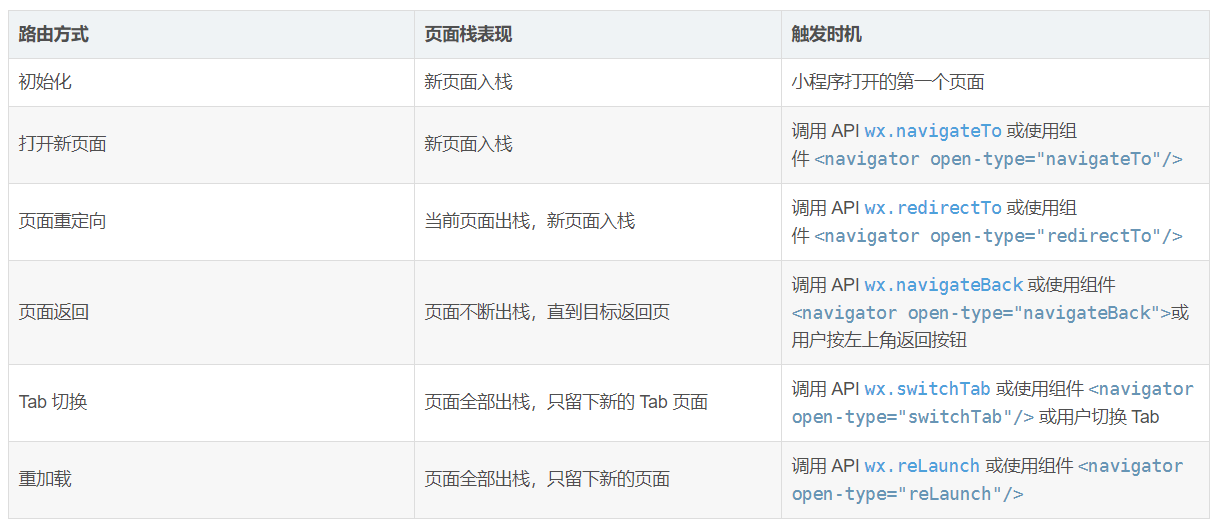 路由方式 页面栈表现 触发时机
初始化 新页面入栈 小程序打开的第一个页面
打开新页面 新页面入栈 调用 API wx.navigateTo 或使用组
件 <navigator open-type="navigateTo"/>
页面重定向 当前页面出栈，新页面入栈 调用 API wx.redirectTo 或使用组
件 <navigator open-type="redirectTo"/>
页面返回 页面不断出栈，直到目标返回页 调用 API wx.navigateBack 或使用组件
<navigator open-type="navigateBack">或
用户按左上角返回按钮
Tab 切换 页面全部出栈，只留下新的 Tab 页面 调用 API wx.switchTab 或使用组件 <navigator
open-type="switchTab"/> 或用户切换 Tab
重加载 页面全部出栈，只留下新的页面 调用 API wx.reLaunch 或使用组件 <navigator
open-type="reLaunch"/>